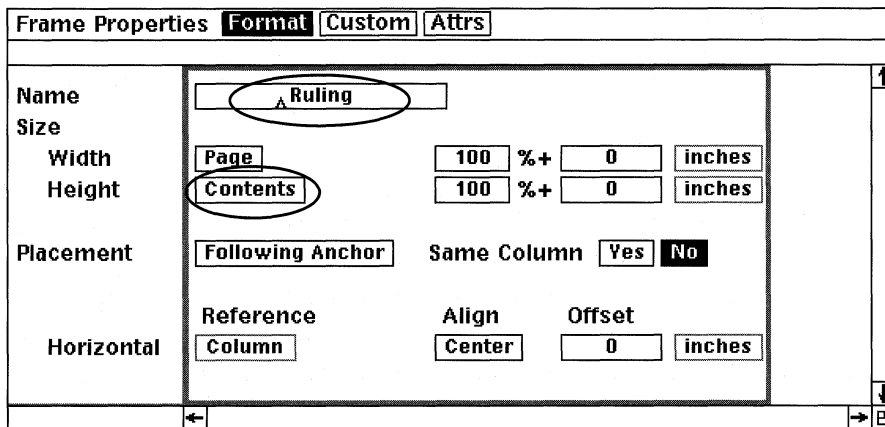 Frame Properties Format Custom Attrs
Name ^Ruling
Size
Width Page 100 %+ 0 inches
Height Contents 100 %+ 0 inches
Placement Following Anchor Same Column Yes No
Reference Align Offset
Horizontal Column Center 0 inches